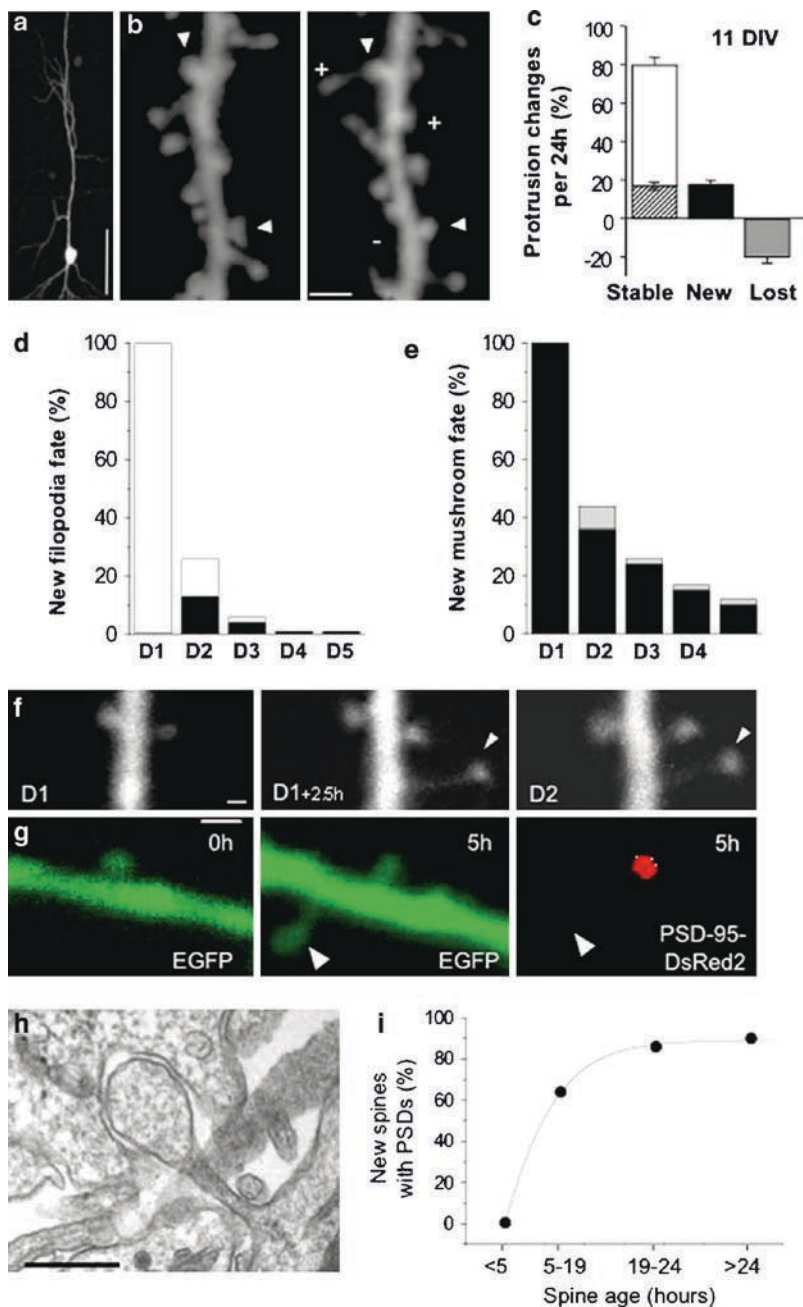 a
b
+
+
-
c
11 DIV
Protrusion changes
per 24h (%)
80
60
40
20
0
-20
Stable New Lost
d
New filopodia fate (%)
100
80
60
40
20
0
D1 D2 D3 D4 D5
e
New mushroom fate (%)
100
80
60
40
20
0
D1 D2 D3 D4
f
D1
D1+2.5h
D2
g
0h
EGFP
5h
EGFP
5h
PSD-95-
DsRed2
h
i
New spines
with PSDs (%)
100
80
60
80
40
20
0
<5 5-19 19-24 >24
Spine age (hours)